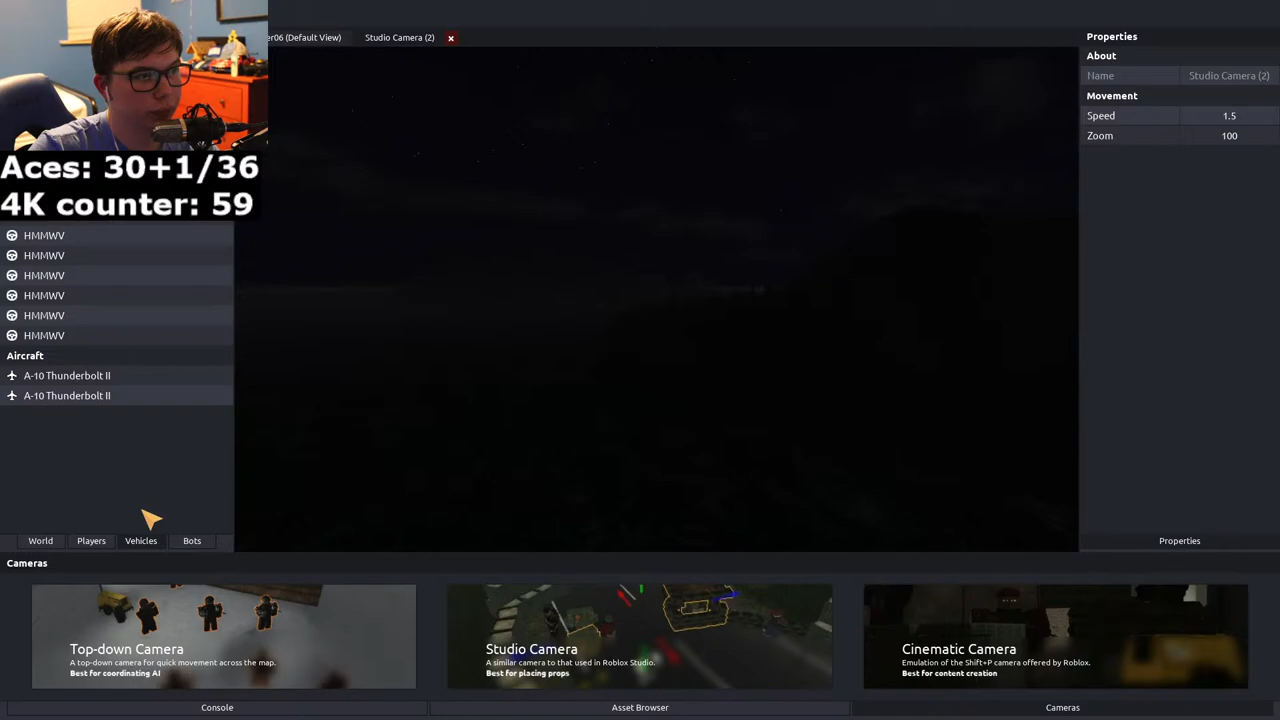 er06 (Default View)
Studio Camera (2)
Properties
About
Name
Studio Camera (2)
Movement
Speed
1.5
Zoom
100
Aces: 30+1/36
4K counter: 59
HMMWV
HMMWV
HMMWV
HMMWV
HMMWV
HMMWV
Aircraft
A-10 Thunderbolt II
A-10 Thunderbolt II
World
Players
Vehicles
Bots
Properties
Cameras
Top-down Camera
A top-down camera for quick movement across the map.
Best for coordinating AI
Studio Camera
A similar camera to that used in Roblox Studio.
Best for placing props
Cinematic Camera
Emulation of the Shift+P camera offered by Roblox.
Best for content creation
Console
Asset Browser
Cameras